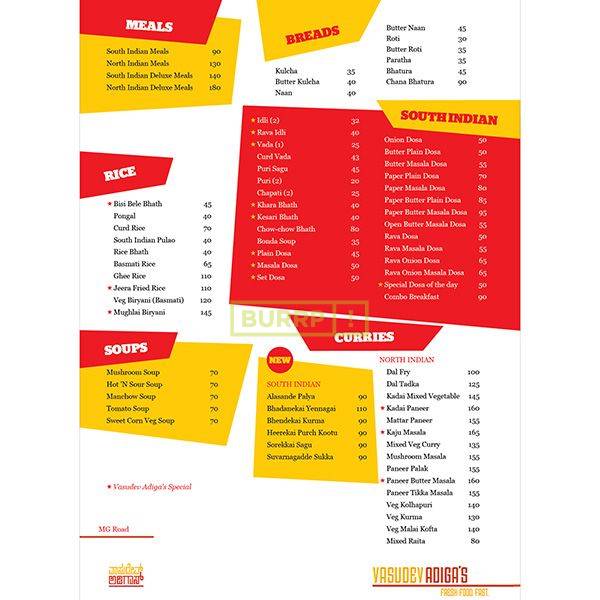 MEALS
South Indian Meals 90
North Indian Meals 130
South Indian Deluxe Meals 140
North Indian Deluxe Meals 180
BREADS
Kulcha 35
Butter Kulcha 40
Naan 40
Butter Naan 45
Roti 30
Butter Roti 35
Paratha 35
Bhatura 45
Chana Bhatura 90
SOUTH INDIAN
★ Idli (2) 32
★ Rava Idli 40
★ Vada (1) 25
Curd Vada 43
Puri Sagu 45
Puri (2) 20
Chapati (2) 25
★ Khara Bhath 40
★ Kesari Bhath 40
Chow-chow Bhath 80
Bonda Soup 35
★ Plain Dosa 45
★ Masala Dosa 50
★ Set Dosa 50
Onion Dosa 50
Butter Plain Dosa 50
Butter Masala Dosa 55
Paper Plain Dosa 70
Paper Masala Dosa 80
Paper Butter Plain Dosa 85
Paper Butter Masala Dosa 95
Open Butter Masala Dosa 55
Rava Dosa 50
Rava Masala Dosa 55
Rava Onion Dosa 65
Rava Onion Masala Dosa 65
★ Special Dosa of the day 50
Combo Breakfast 90
RICE
★ Bisi Bele Bhath 45
Pongal 40
Curd Rice 70
South Indian Pulao 40
Rice Bhath 40
Basmati Rice 65
Ghee Rice 110
★ Jeera Fried Rice 110
Veg Biryani (Basmati) 120
★ Mughlai Biryani 145
BURRP !
SOUPS
Mushroom Soup 70
Hot 'N Sour Soup 70
Manchow Soup 70
Tomato Soup 70
Sweet Corn Veg Soup 70
CURRIES
NEW
SOUTH INDIAN
Alasande Palya 90
Bhadanekai Yennagai 110
Bhendekai Kurma 90
Heerekai Purch Kootu 90
Sorekkai Sagu 90
Suvarnagadde Sukka 90
NORTH INDIAN
Dal Fry 100
Dal Tadka 125
Kadai Mixed Vegetable 145
★ Kadai Paneer 160
Mattar Paneer 155
★ Kaju Masala 165
Mixed Veg Curry 135
Mushroom Masala 155
Paneer Palak 155
★ Paneer Butter Masala 160
Paneer Tikka Masala 155
Veg Kolhapuri 140
Veg Kurma 130
Veg Malai Kofta 140
Mixed Raita 80
★ Vasudev Adiga's Special
MG Road
VASUDEV ADIGA'S
FRESH FOOD. FAST.